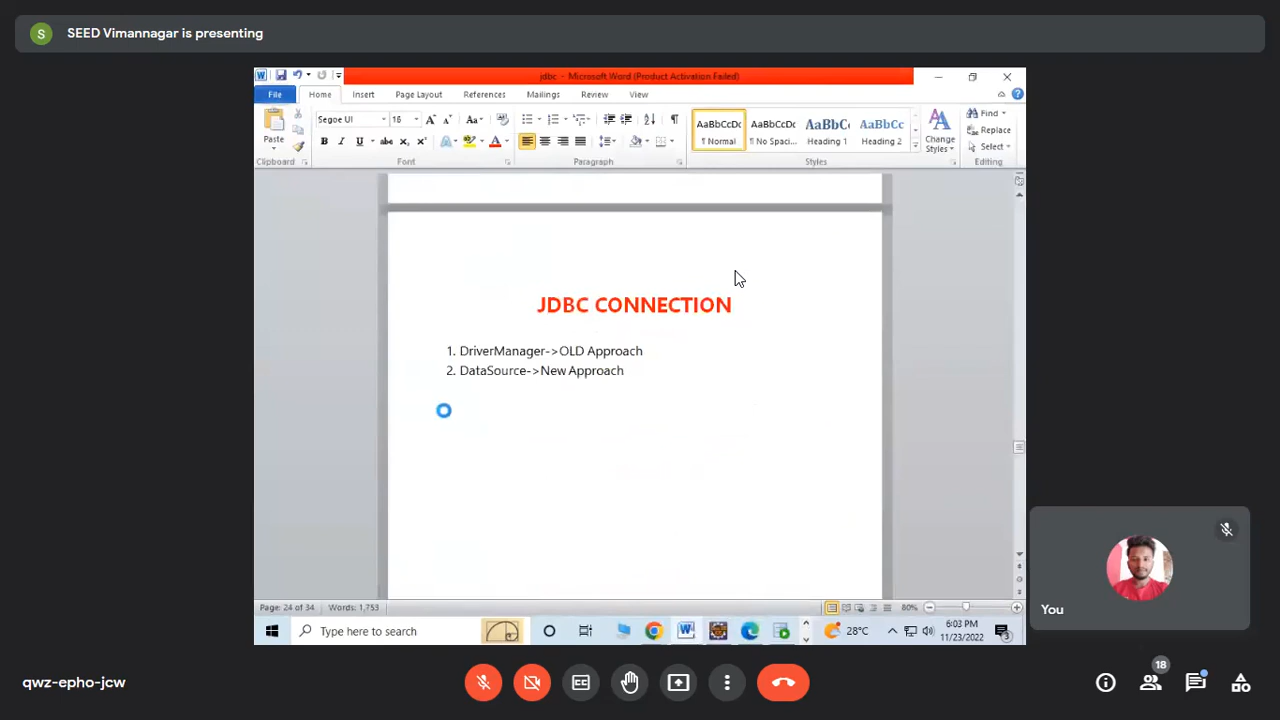 S SEED Vimannagar is presenting
jdbc - Microsoft Word (Product Activation Failed)
File Home Insert Page Layout References Mailings Review View
Paste
Segoe UI 16
AaBbCcDc AaBbCcDc AaBbCc AaBbCc
¶ Normal ¶ No Spaci... Heading 1 Heading 2
Change Styles
Find
Replace
Select
Clipboard Font Paragraph Styles Editing
JDBC CONNECTION
1. DriverManager->OLD Approach
2. DataSource->New Approach
Page: 24 of 34 Words: 1,753 80%
Type here to search
28°C
6:03 PM
11/23/2022
3
You
qwz-epho-jcw
18